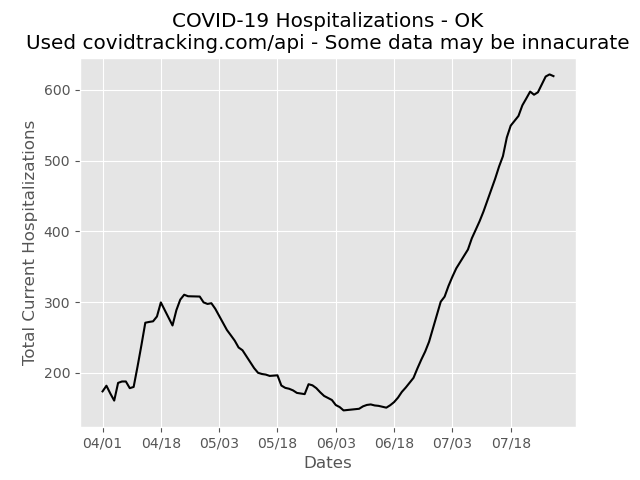 COVID-19 Hospitalizations - OK
Used covidtracking.com/api - Some data may be innacurate
Total Current Hospitalizations
600
500
400
300
200
04/01 04/18 05/03 05/18 06/03 06/18 07/03 07/18
Dates